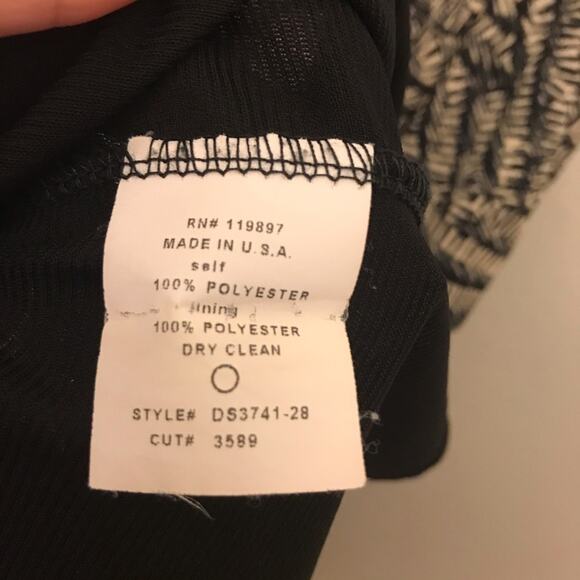 RN# 119897
MADE IN U.S.A.
self
100% POLYESTER
lining
100% POLYESTER
DRY CLEAN
STYLE# DS3741-28
CUT# 3589